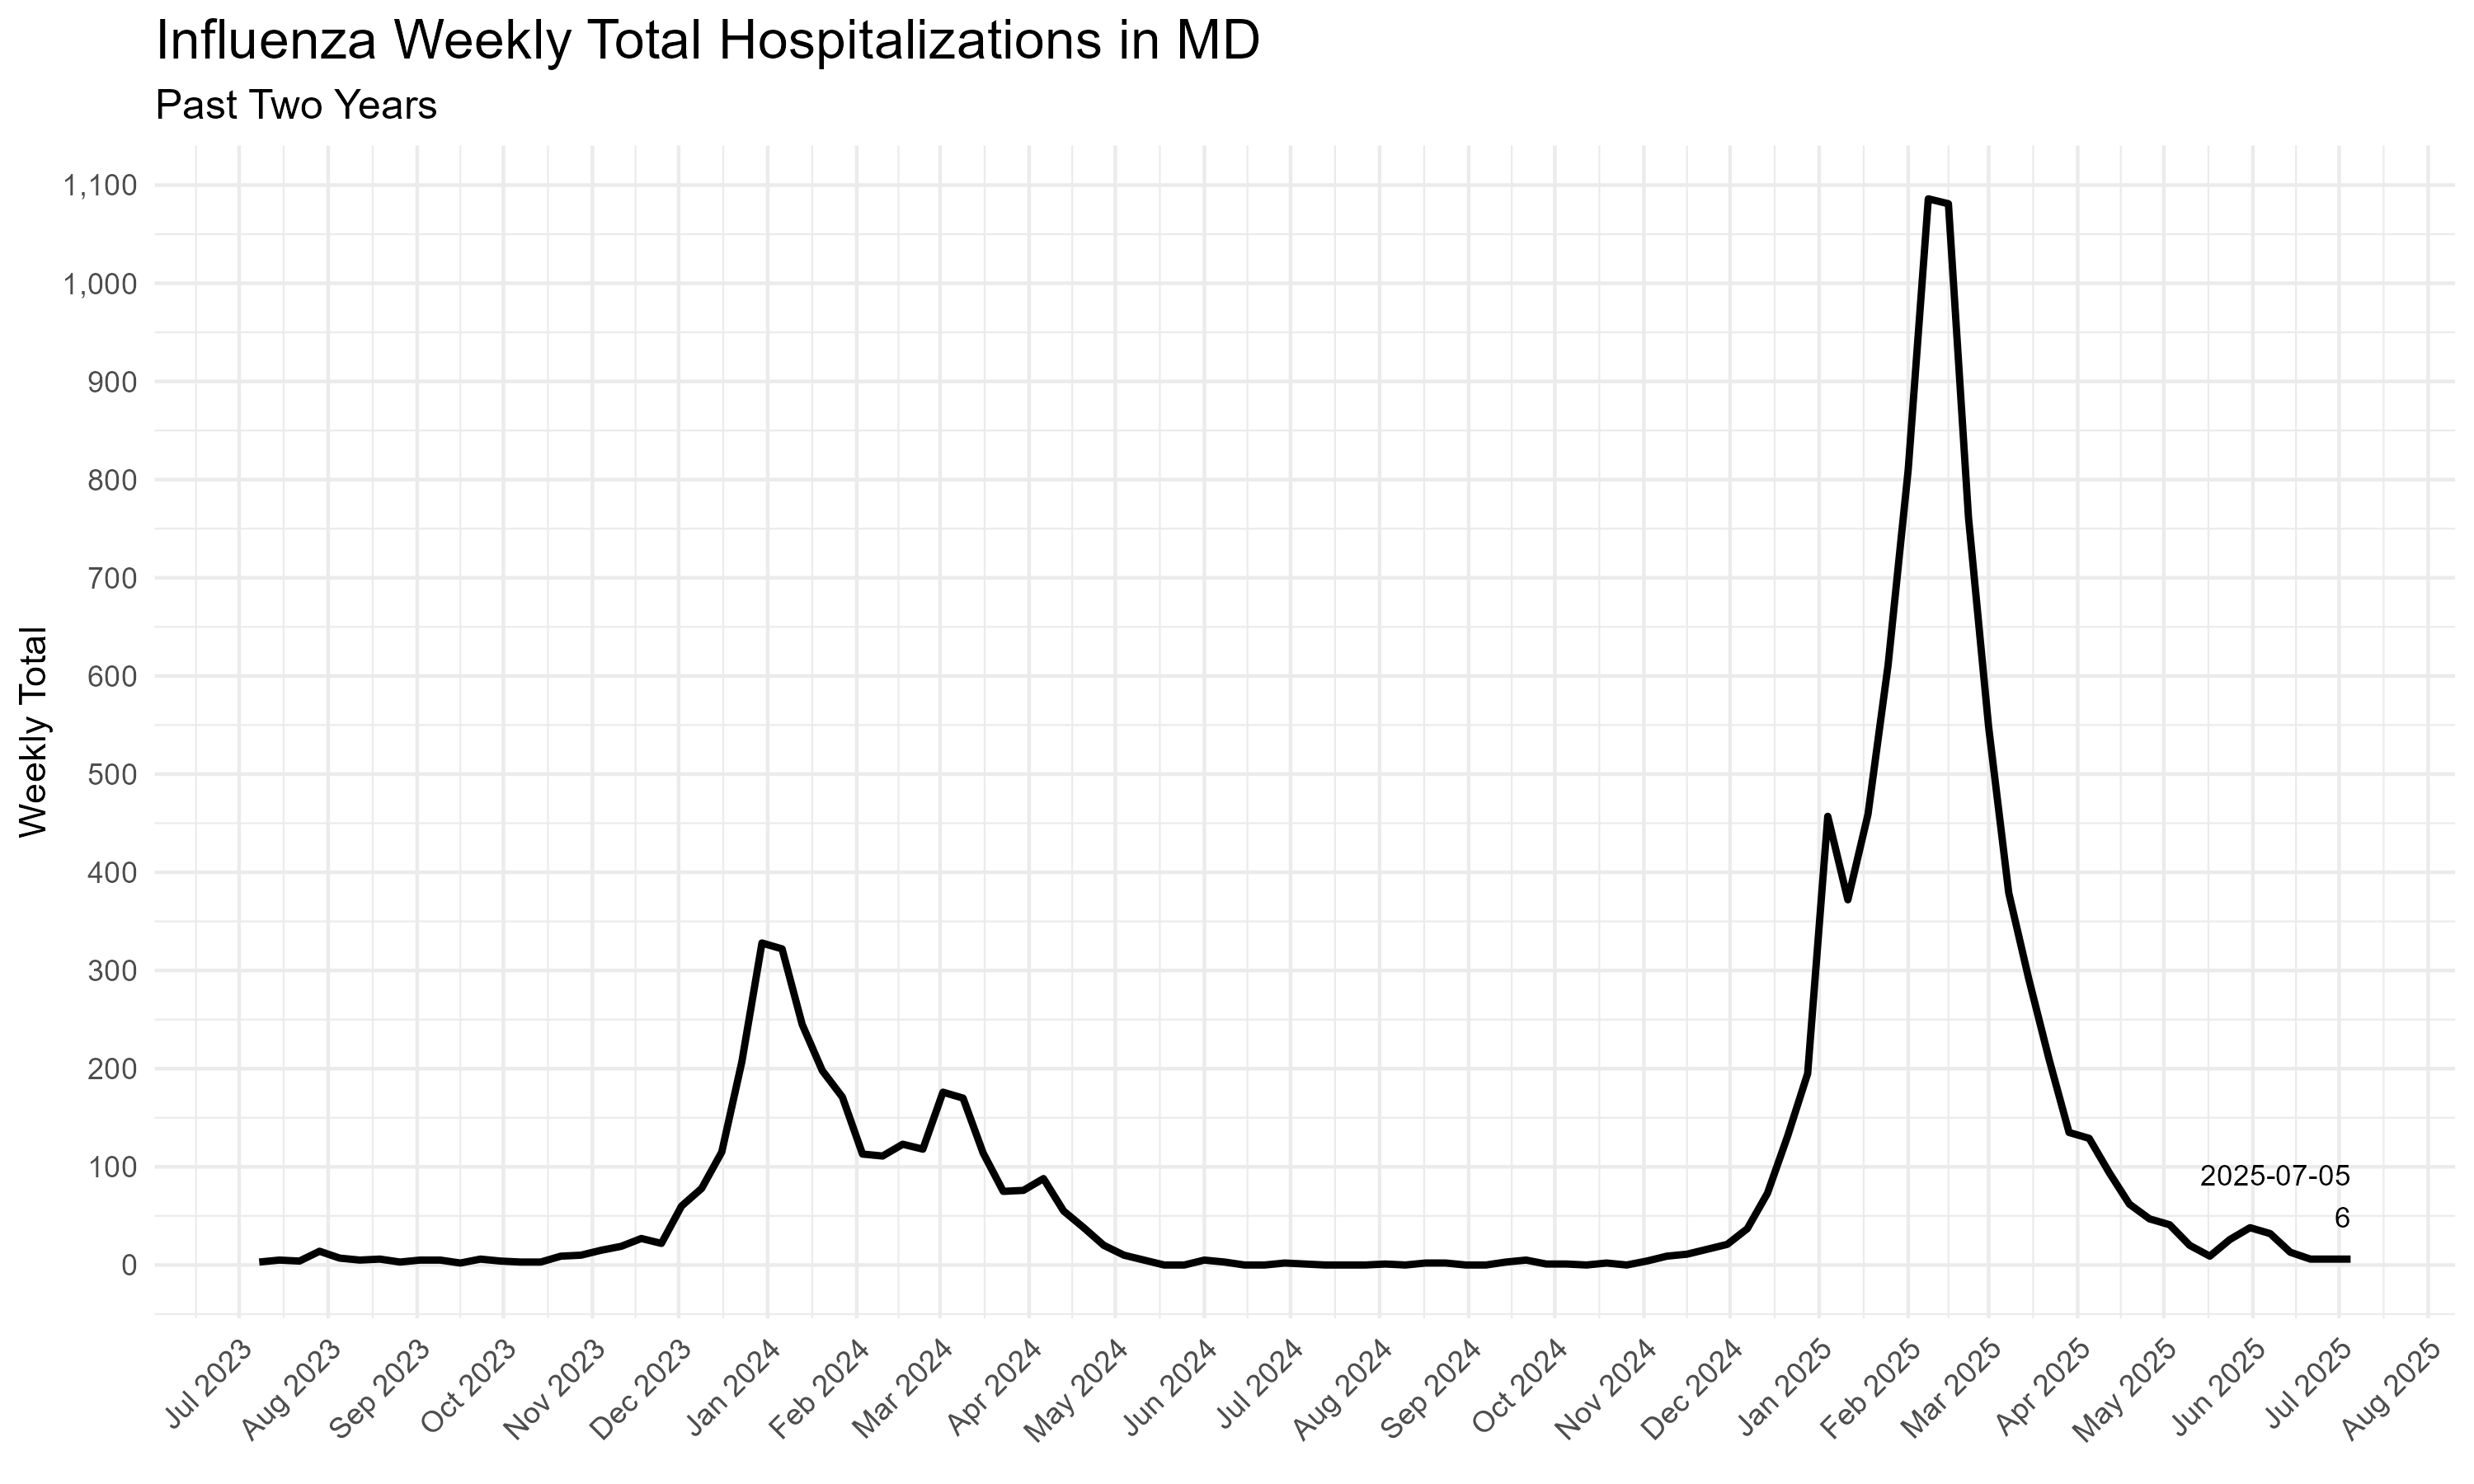 Influenza Weekly Total Hospitalizations in MD
Past Two Years
1,100
1,000
900
800
700
600
500
400
300
200
100
0
Weekly Total
2025-07-05
6
Jul 2023
Aug 2023
Sep 2023
Oct 2023
Nov 2023
Dec 2023
Jan 2024
Feb 2024
Mar 2024
Apr 2024
May 2024
Jun 2024
Jul 2024
Aug 2024
Sep 2024
Oct 2024
Nov 2024
Dec 2024
Jan 2025
Feb 2025
Mar 2025
Apr 2025
May 2025
Jun 2025
Jul 2025
Aug 2025